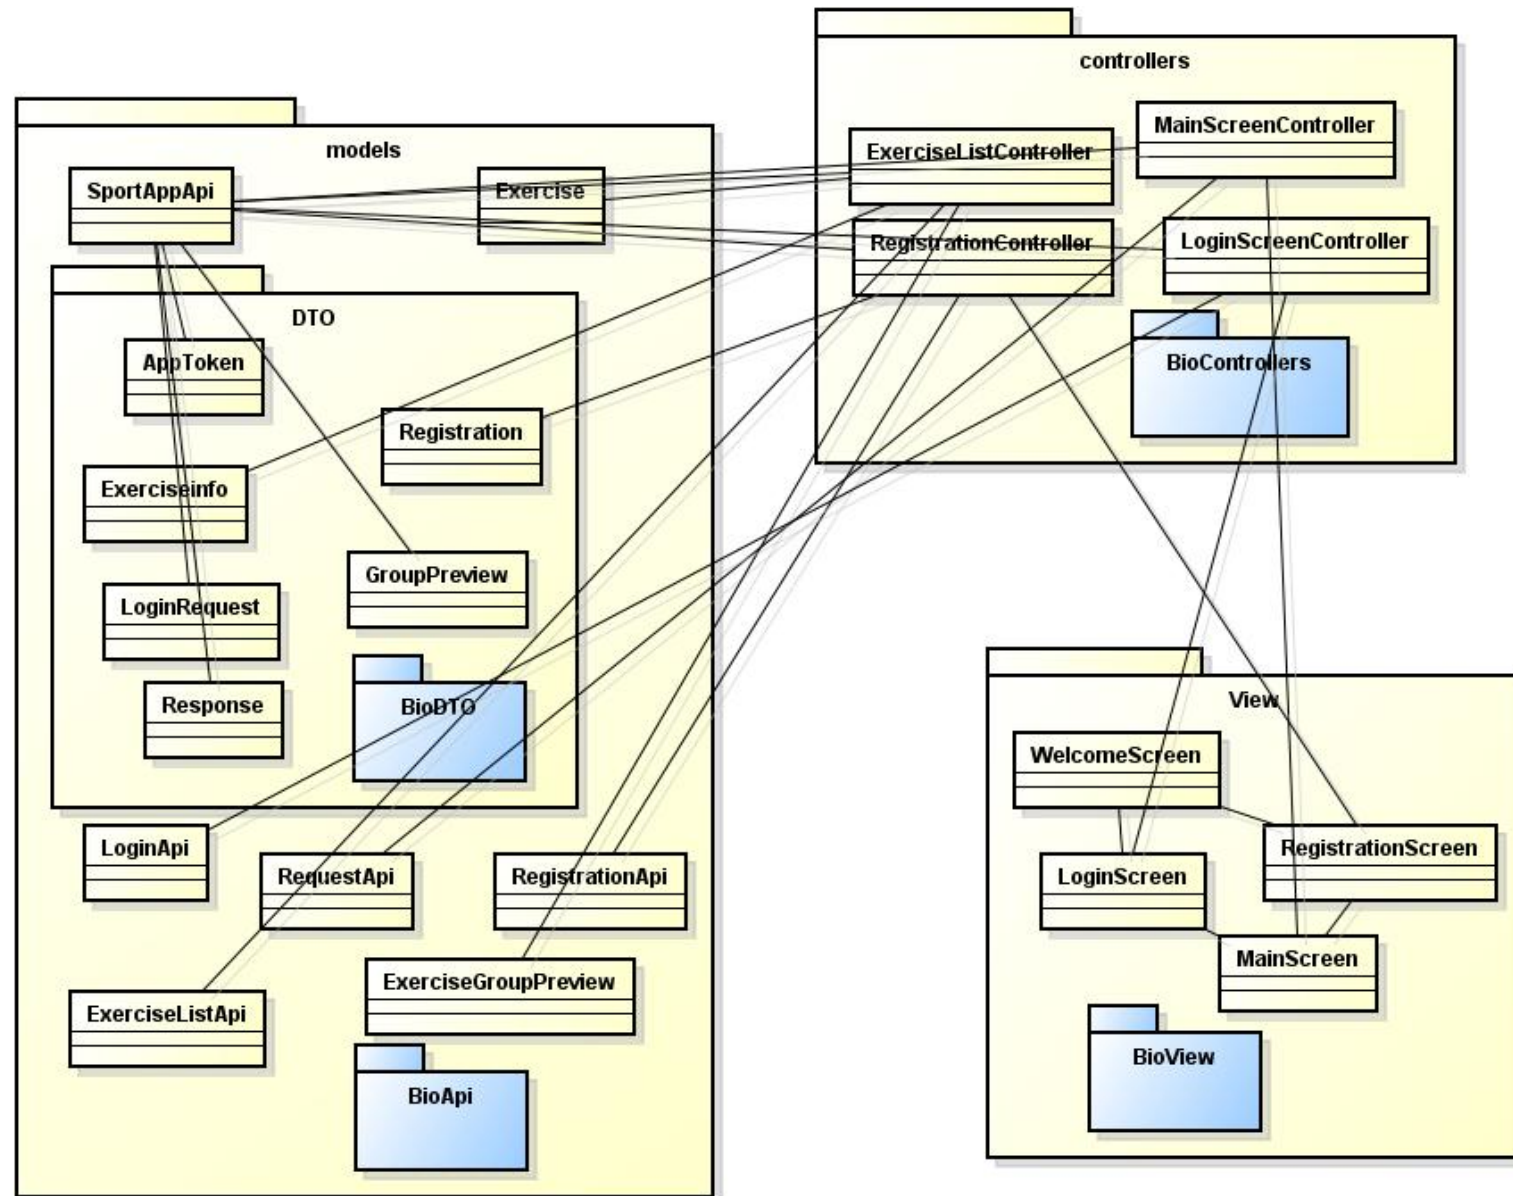 controllers
MainScreenController
ExerciseListController
RegistrationController
LoginScreenController
BioControllers
models
SportAppApi
Exercise
DTO
AppToken
Registration
Exerciseinfo
GroupPreview
LoginRequest
Response
BioDTO
LoginApi
RequestApi
RegistrationApi
ExerciseGroupPreview
ExerciseListApi
BioApi
View
WelcomeScreen
RegistrationScreen
LoginScreen
MainScreen
BioView